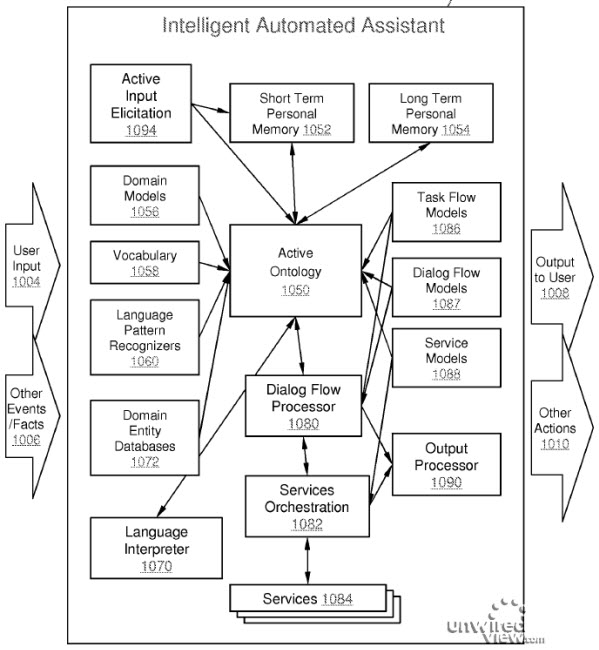 Intelligent Automated Assistant
Active
Input
Elicitation
1094
Short Term
Personal
Memory 1052
Long Term
Personal
Memory 1054
Domain
Models
1056
Vocabulary
1058
Language
Pattern
Recognizers
1060
Domain
Entity
Databases
1072
Language
Interpreter
1070
Active
Ontology
1050
Dialog Flow
Processor
1080
Services
Orchestration
1082
Services 1084
Task Flow
Models
1086
Dialog Flow
Models
1087
Service
Models
1088
Output
Processor
1090
User
Input
1004
Other
Events
/Facts
1006
Output
to User
1008
Other
Actions
1010
unwired
view.com